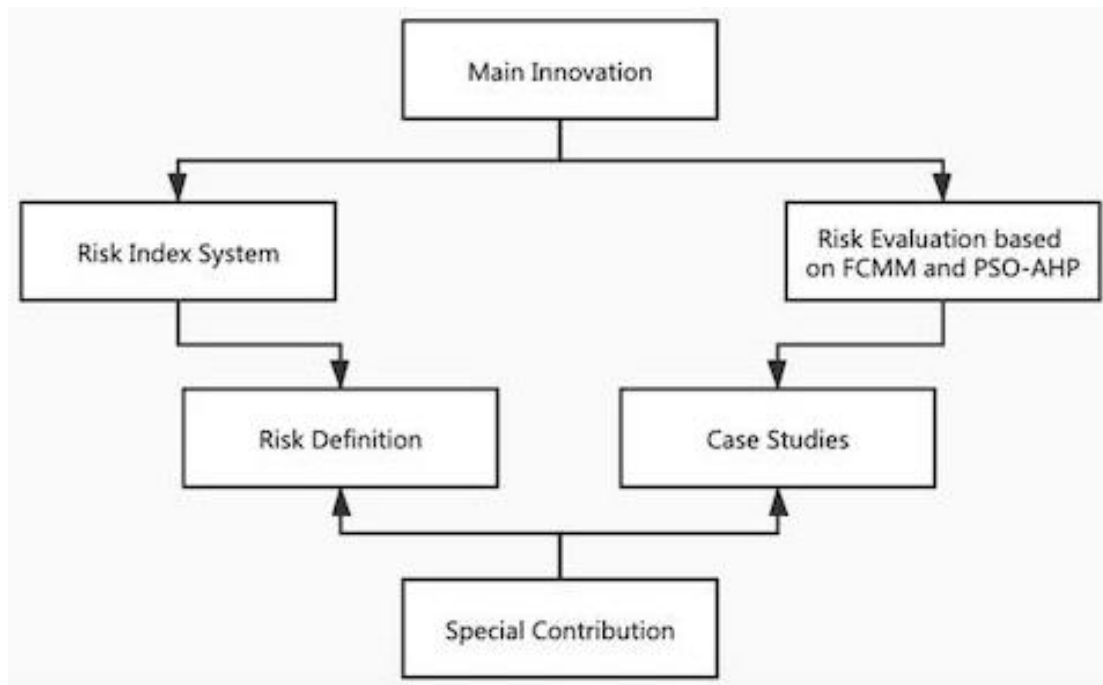 Main Innovation
Risk Index System
Risk Evaluation based
on FCMM and PSO-AHP
Risk Definition
Case Studies
Special Contribution